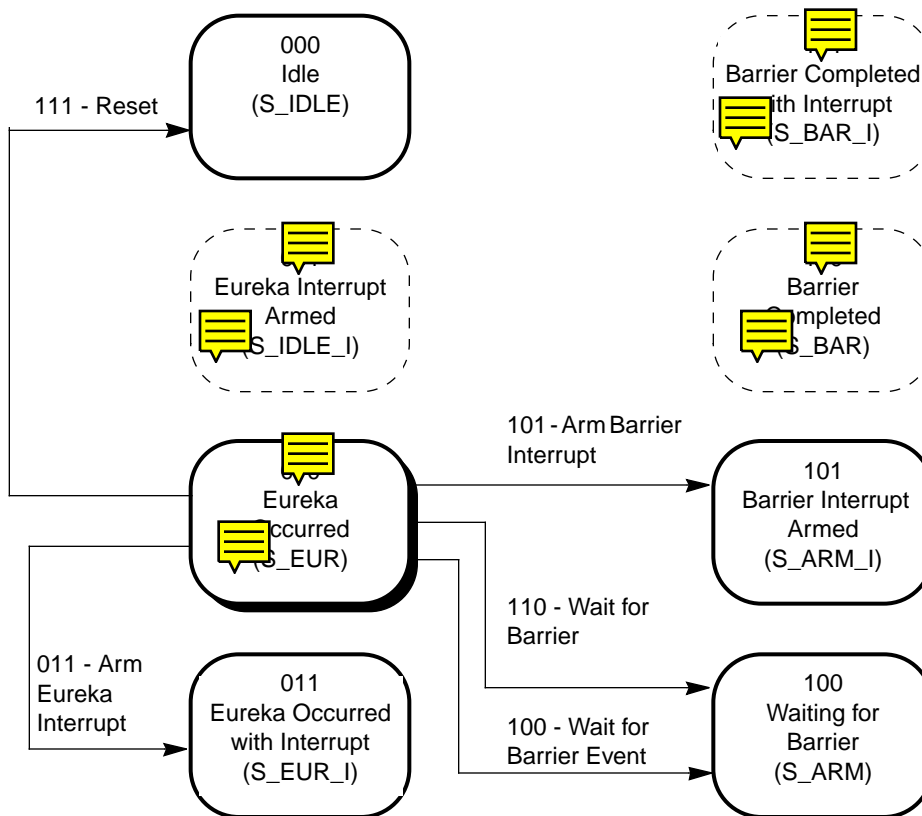 000
Idle
(S_IDLE)
111 - Reset
Barrier Completed
ith Interrupt
(S_BAR_I)
Eureka Interrupt
Armed
(S_IDLE_I)
Barrier
mpleted
(S_BAR)
Eureka
ccurred
(S_EUR)
101 - Arm Barrier
Interrupt
101
Barrier Interrupt
Armed
(S_ARM_I)
110 - Wait for
Barrier
011 - Arm
Eureka
Interrupt
011
Eureka Occurred
with Interrupt
(S_EUR_I)
100 - Wait for
Barrier Event
100
Waiting for
Barrier
(S_ARM)